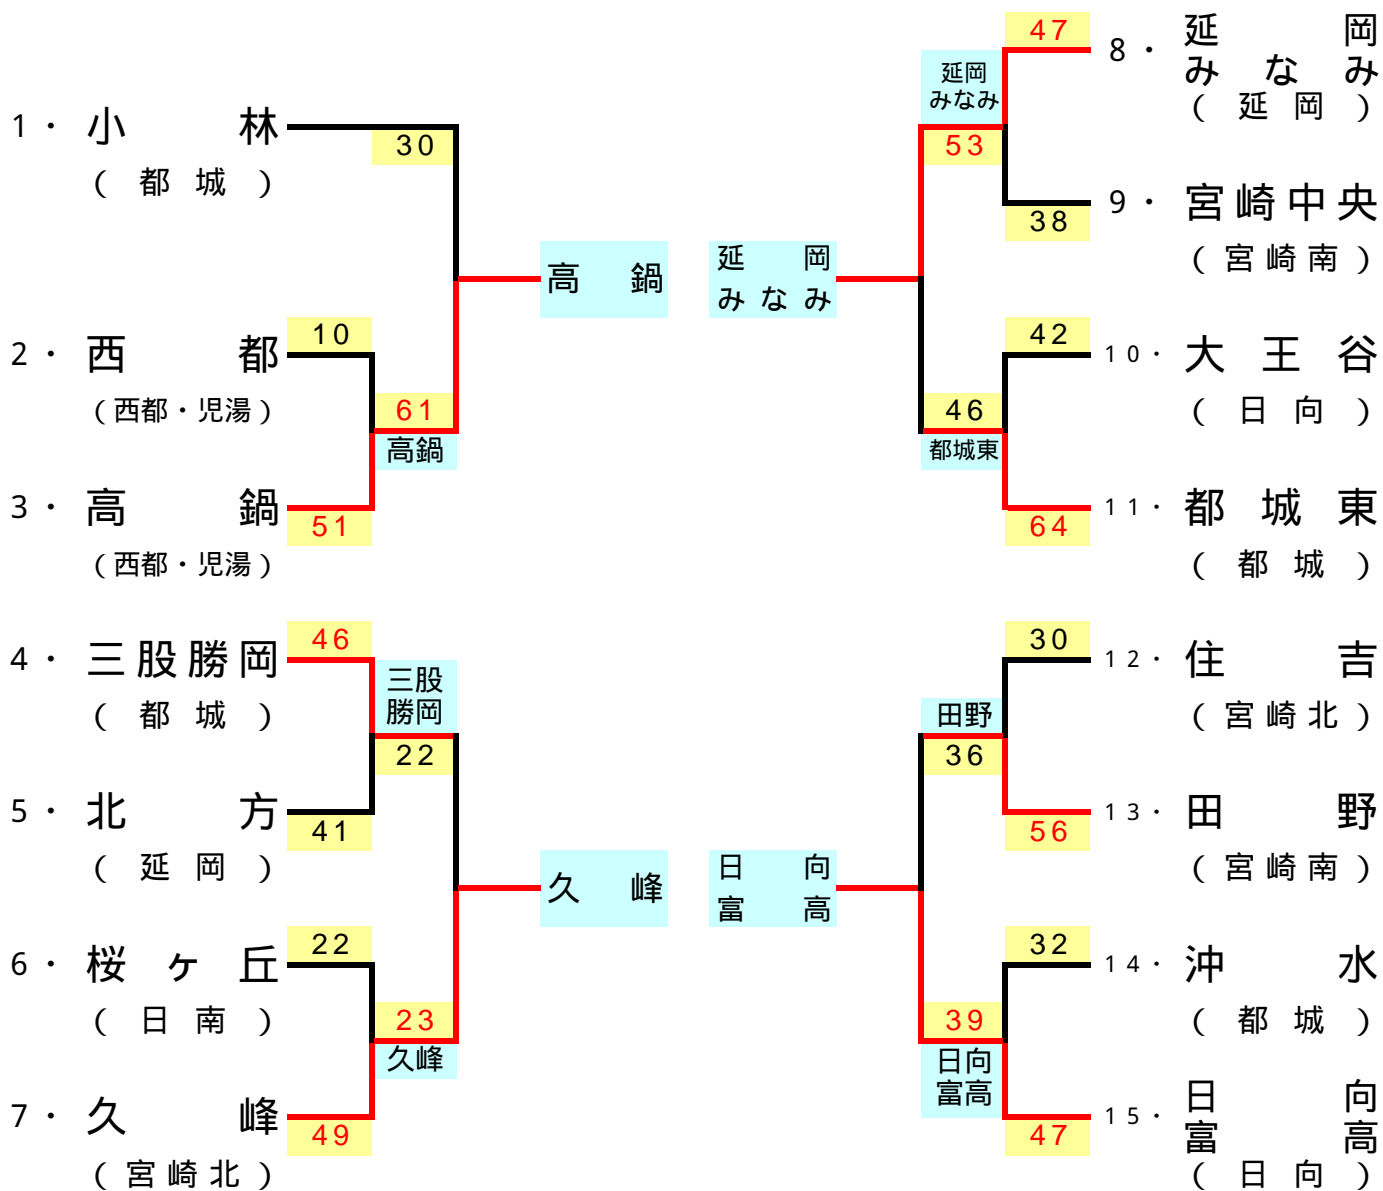 1・ 小林
30
(都城)
2・ 西都
10
(西都・児湯)
61
高鍋
3・ 高鍋
51
(西都・児湯)
高鍋
4・ 三股勝岡
46
(都城)
三股
勝岡
22
5・ 北方
41
(延岡)
久峰
6・ 桜ヶ丘
22
(日南)
23
久峰
7・ 久峰
49
(宮崎北)
47
8・ 延岡
みなみ
(延岡)
延岡
みなみ
53
9・ 宮崎中央
38
(宮崎南)
延岡
みなみ
42
10・ 大王谷
(日向)
46
都城東
11・ 都城東
64
(都城)
30
12・ 住吉
(宮崎北)
田野
36
13・ 田野
56
(宮崎南)
日向
富高
32
14・ 沖水
(都城)
39
日向
富高
15・ 日向
富高
47
(日向)